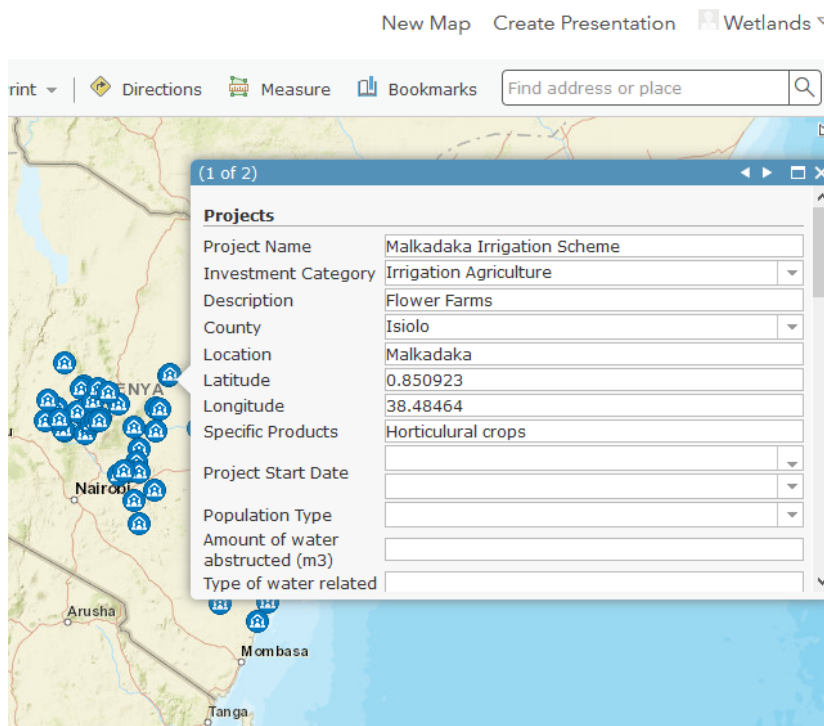 New Map Create Presentation Wetlands
rint Directions Measure Bookmarks Find address or place
(1 of 2)
Projects
Project Name Malkadaka Irrigation Scheme
Investment Category Irrigation Agriculture
Description Flower Farms
County Isiolo
Location Malkadaka
Latitude 0.850923
Longitude 38.48464
Specific Products Horticulural crops
Project Start Date
Population Type
Amount of water
abstructed (m3)
Type of water related
ENYA
Nairobi
Arusha
Mombasa
Tanga